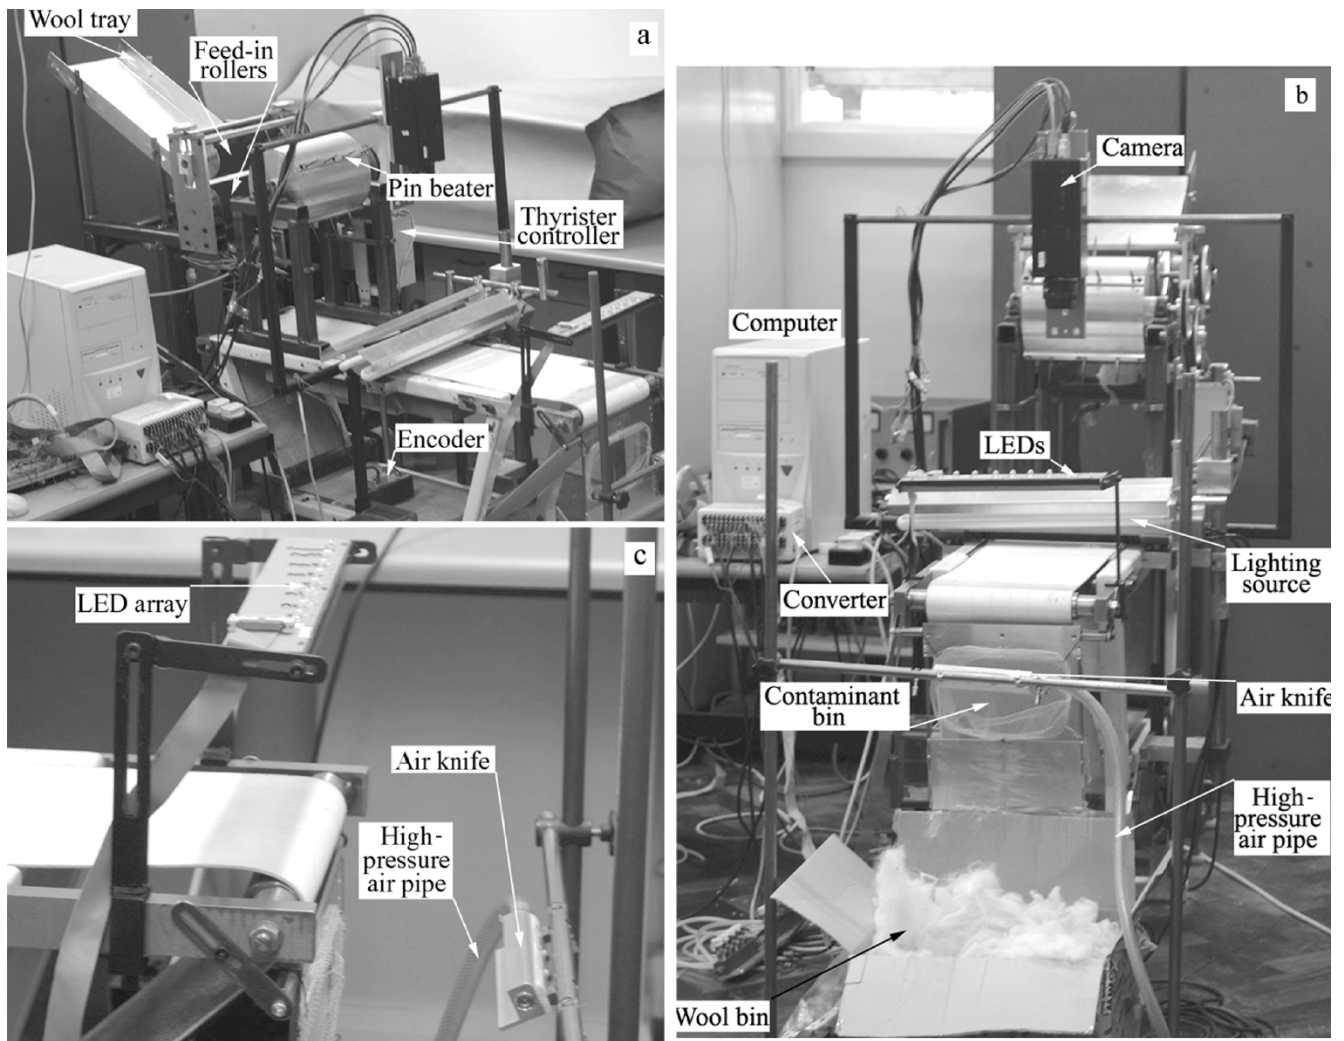 a
Wool tray
Feed-in
rollers
Pin beater
Thyrister
controller
Encoder
b
Camera
Computer
LEDs
Lighting
source
Converter
Contaminant
bin
Air knife
High-
pressure
air pipe
Wool bin
c
LED array
Air knife
High-
pressure
air pipe